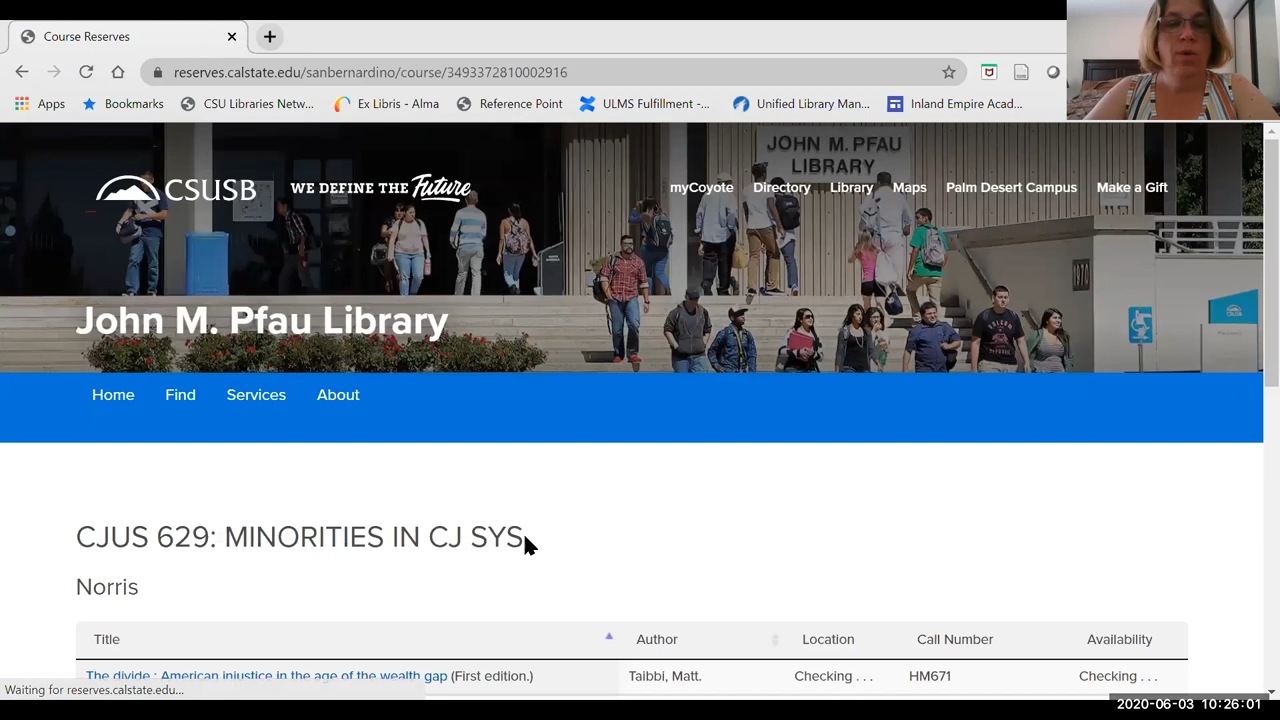 Course Reserves
reserves.calstate.edu/sanbernardino/course/3493372810002916
Apps Bookmarks CSU Libraries Netw... Ex Libris - Alma Reference Point ULMS Fulfillment -... Unified Library Man... Inland Empire Acad...
JOHN M. PFAU
LIBRARY
CSUSB WE DEFINE THE Future myCoyote Directory Library Maps Palm Desert Campus Make a Gift
John M. Pfau Library
Home Find Services About
CJUS 629: MINORITIES IN CJ SYS
Norris
Title Author Location Call Number Availability
The divide : American injustice in the age of the wealth gap (First edition.) Taibbi, Matt. Checking . . . HM671 Checking . . .
Waiting for reserves.calstate.edu...
2020-06-03 10:26:01